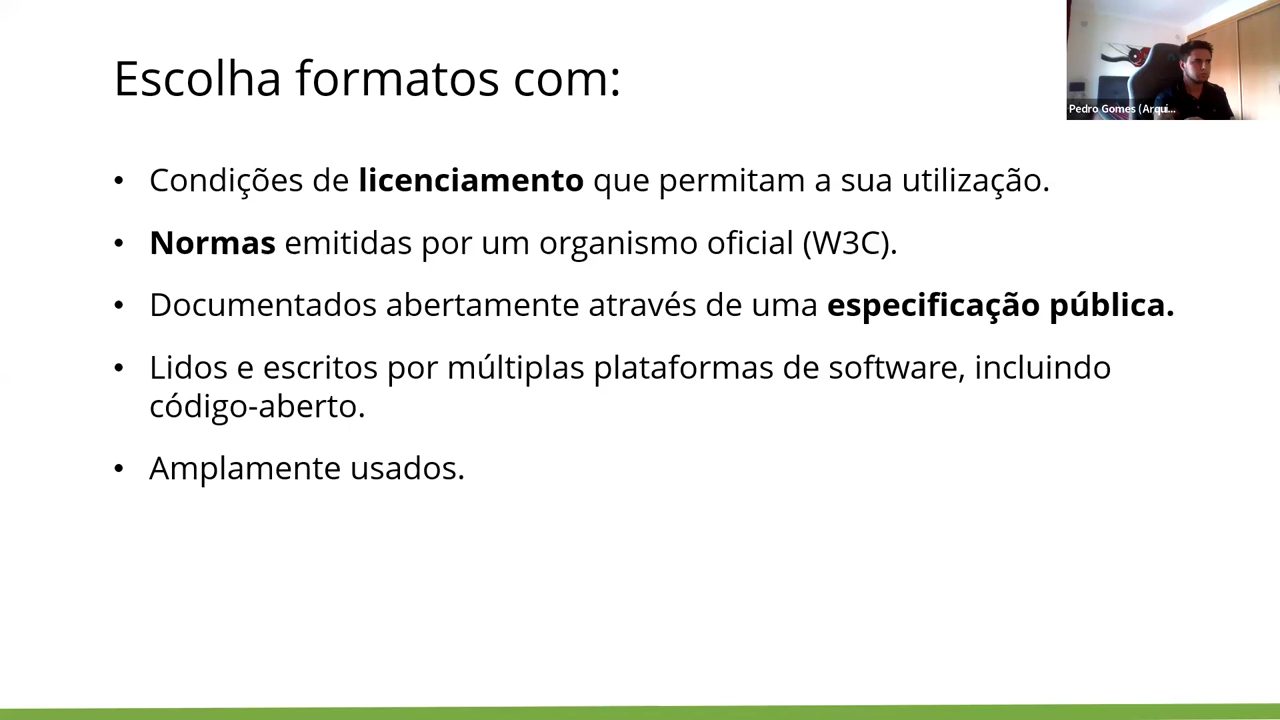 Escolha formatos com:
Pedro Gomes (Arqui...
• Condições de licenciamento que permitam a sua utilização.
• Normas emitidas por um organismo oficial (W3C).
• Documentados abertamente através de uma especificação pública.
• Lidos e escritos por múltiplas plataformas de software, incluindo
código-aberto.
• Amplamente usados.